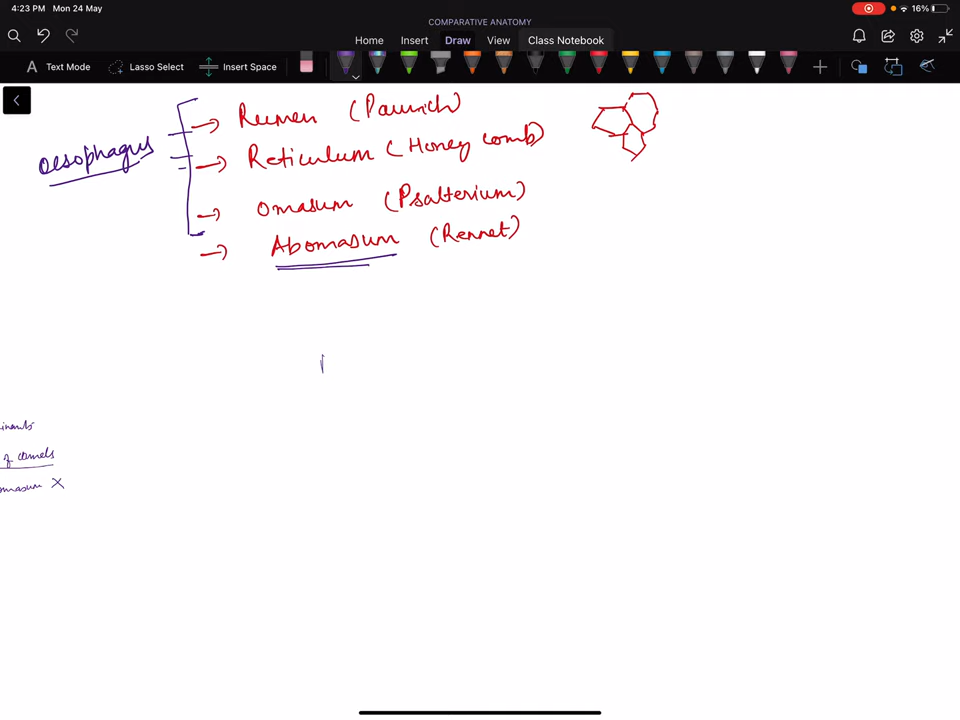 4:23 PM Mon 24 May
16%
COMPARATIVE ANATOMY
Home Insert Draw View Class Notebook
Text Mode Lasso Select Insert Space
Rumen (Paunch)
oesophagus
Reticulum (Honey comb)
Omasum (Psalterium)
Abomasum (Rennet)
inants
of camels
omasum X